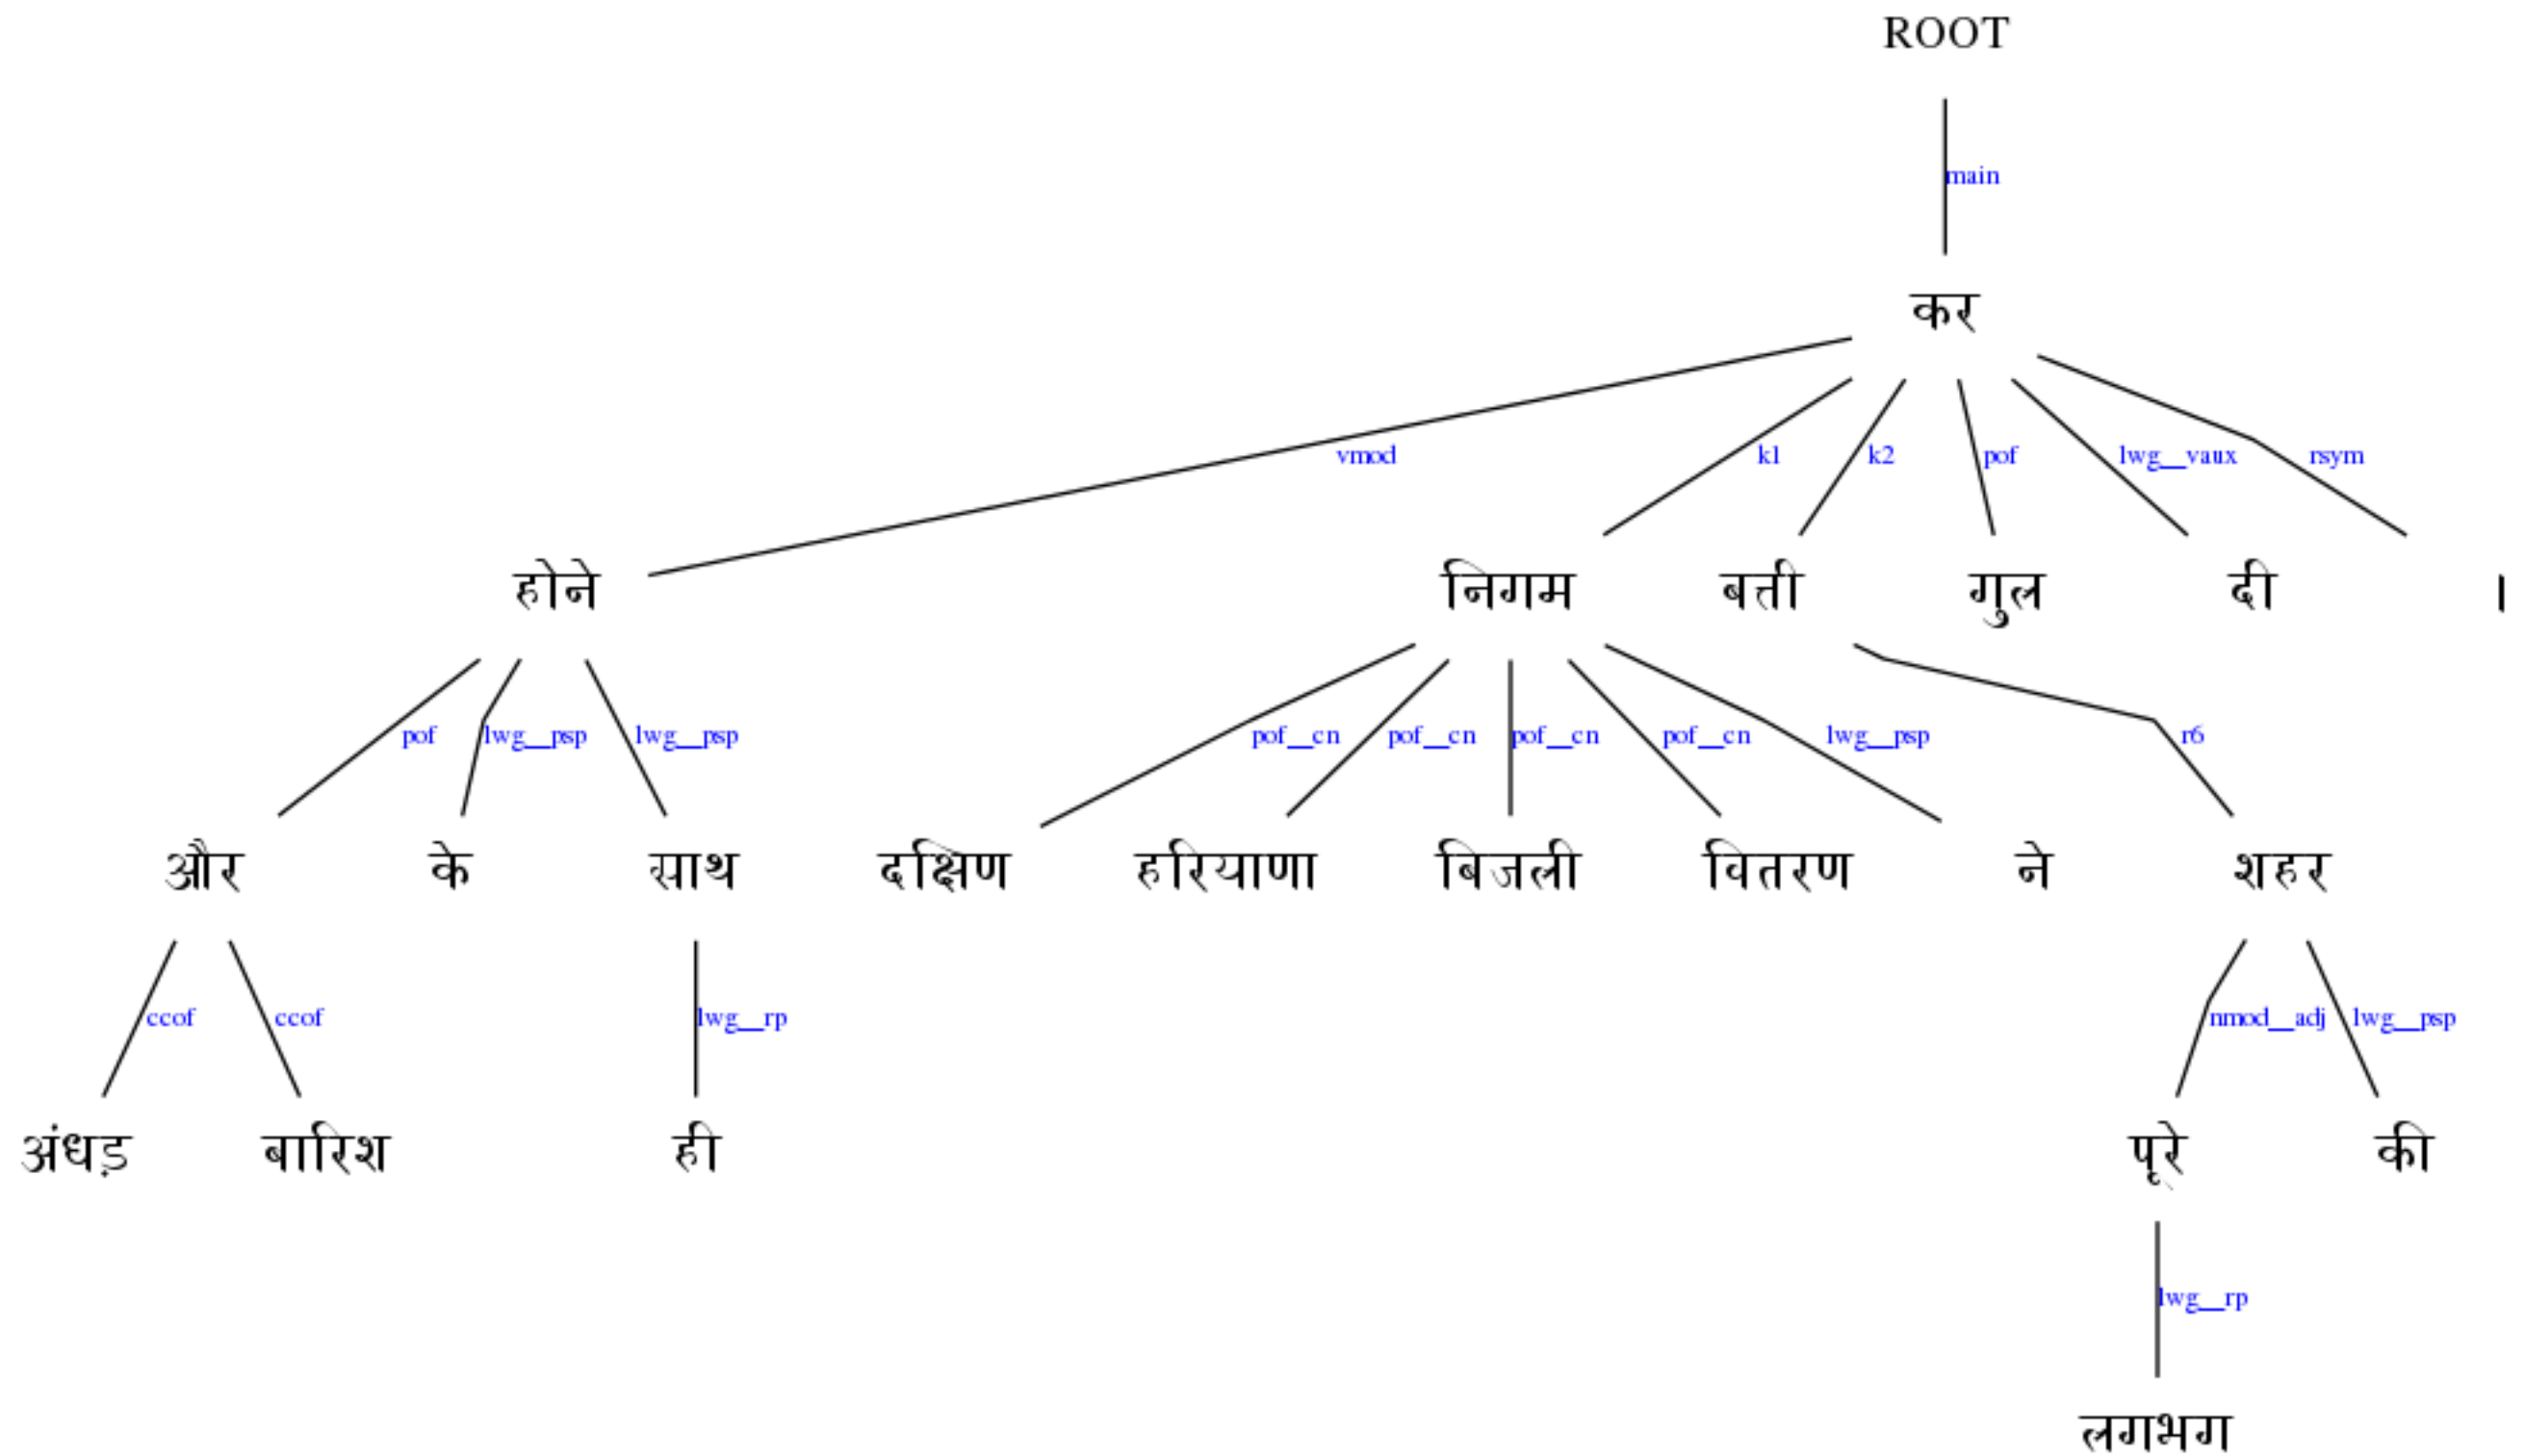 ROOT
main
कर
vmod k1 k2 pof lwg__vaux rsym
होने निगम बत्ती गुल दी ।
pof lwg__psp lwg__psp pof__cn pof__cn pof__cn pof__cn lwg__psp r6
और के साथ दक्षिण हरियाणा बिजली वितरण ने शहर
ccof ccof lwg__rp nmod__adj lwg__psp
अंधड़ बारिश ही पूरे की
lwg__rp
लगभग